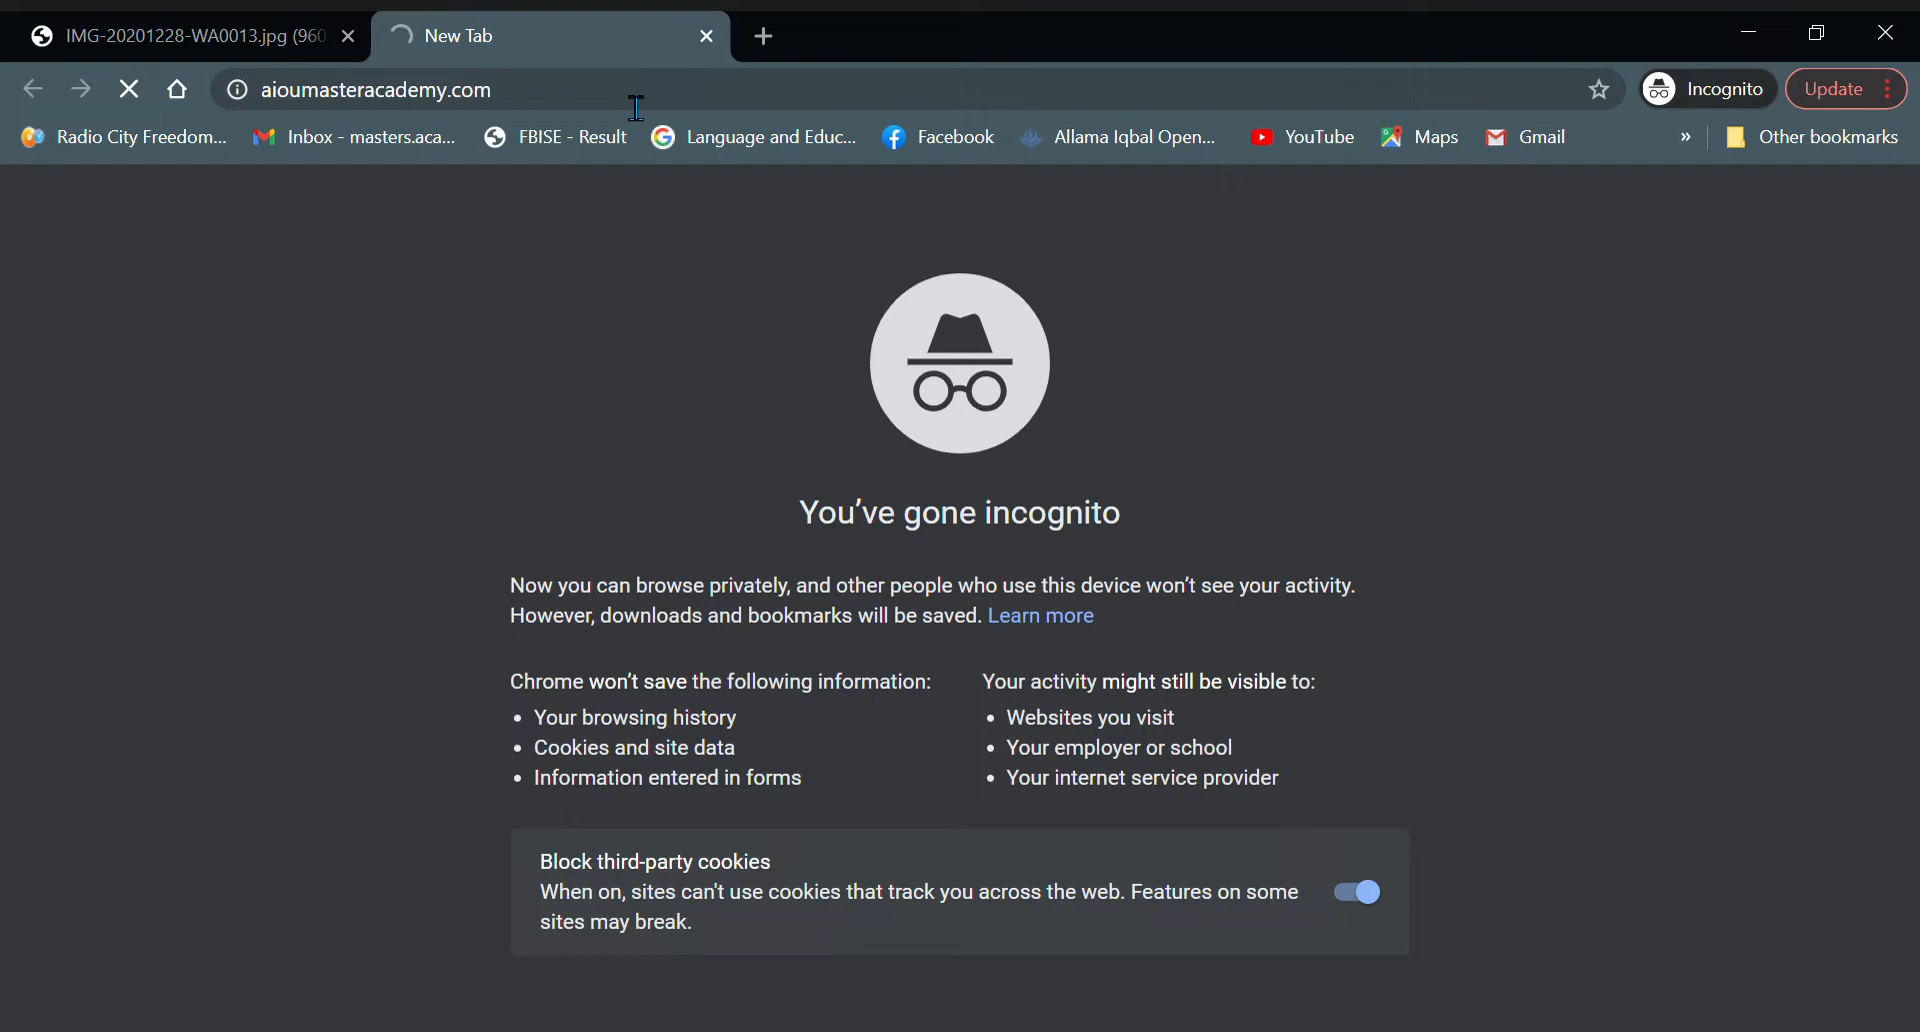 IMG-20201228-WA0013.jpg (960
New Tab
aioumasteracademy.com
Incognito
Update
Radio City Freedom...
Inbox - masters.aca...
FBISE - Result
Language and Educ...
Facebook
Allama Iqbal Open...
YouTube
Maps
Gmail
»
Other bookmarks
You've gone incognito
Now you can browse privately, and other people who use this device won't see your activity.
However, downloads and bookmarks will be saved. Learn more
Chrome won't save the following information:
• Your browsing history
• Cookies and site data
• Information entered in forms
Your activity might still be visible to:
• Websites you visit
• Your employer or school
• Your internet service provider
Block third-party cookies
When on, sites can't use cookies that track you across the web. Features on some
sites may break.